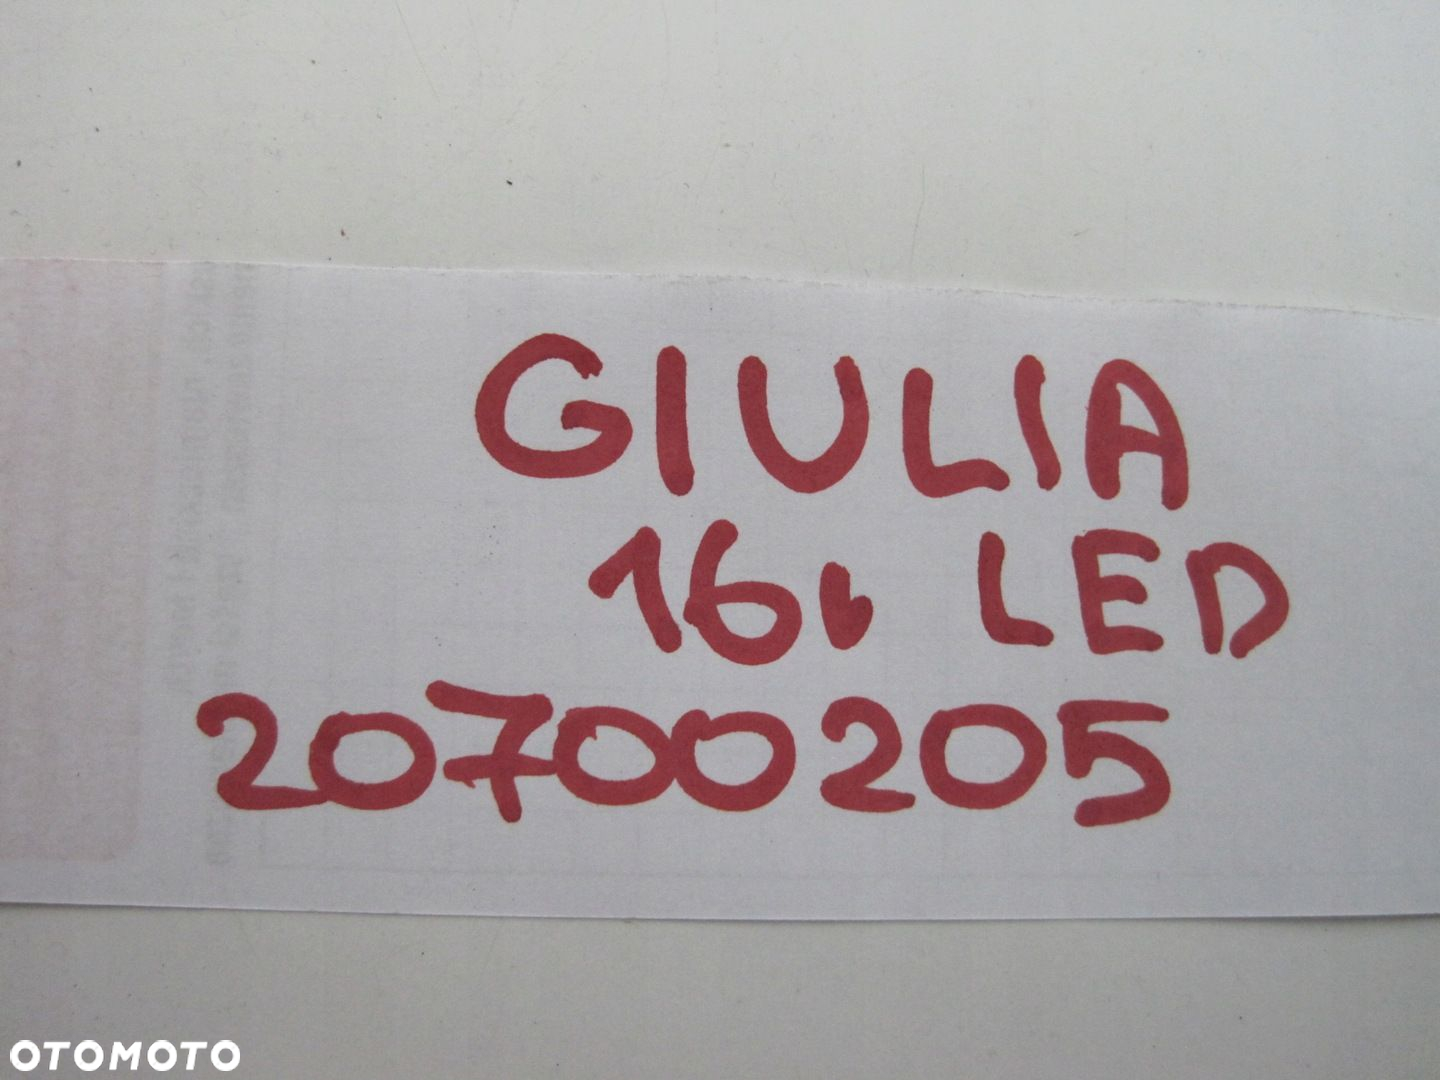 GIULIA
16r LED
20700205
OTOMOTO